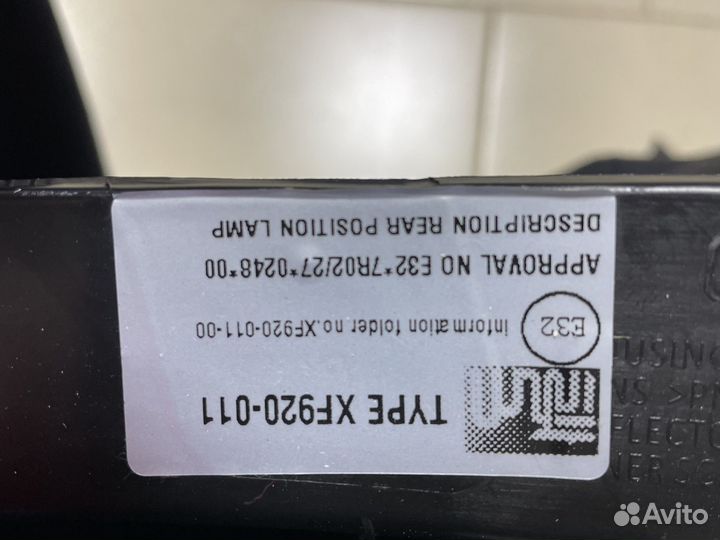 TYPE XF920-011
E32
information folder no.XF920-011-00
APPROVAL NO E32*7R02/27*0248*00
DESCRIPTION REAR POSITION LAMP
Avito